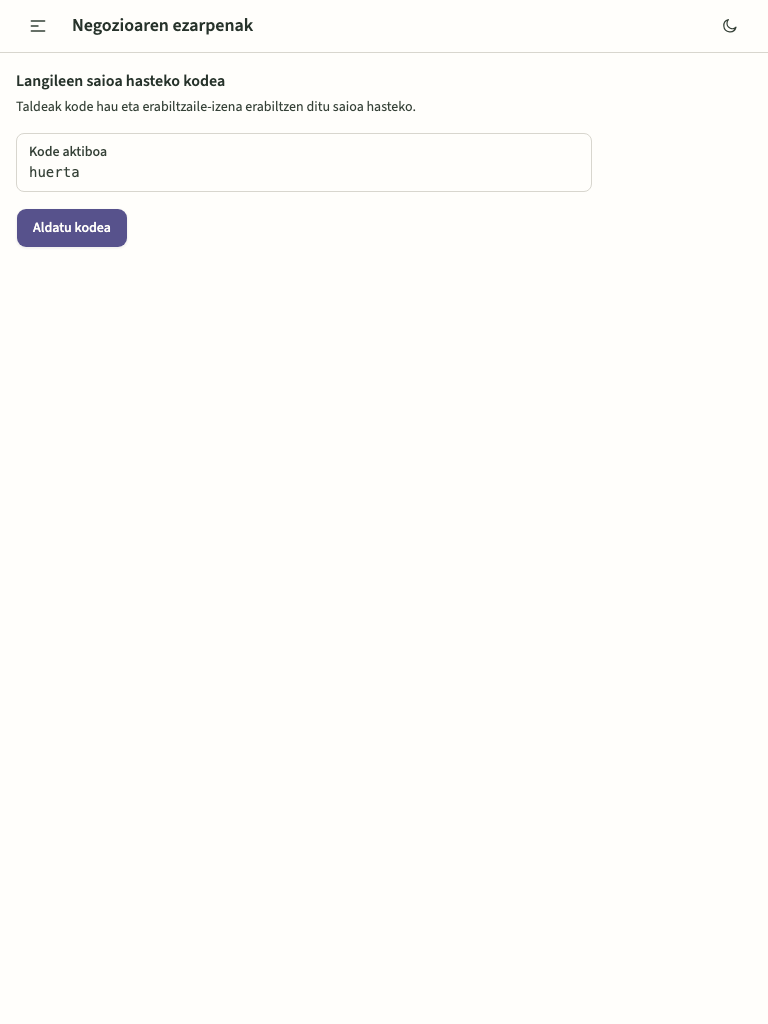 Negozioaren ezarpenak
Langileen saioa hasteko kodea
Taldeak kode hau eta erabiltzaile-izena erabiltzen ditu saioa hasteko.
Kode aktiboa
huerta
Aldatu kodea